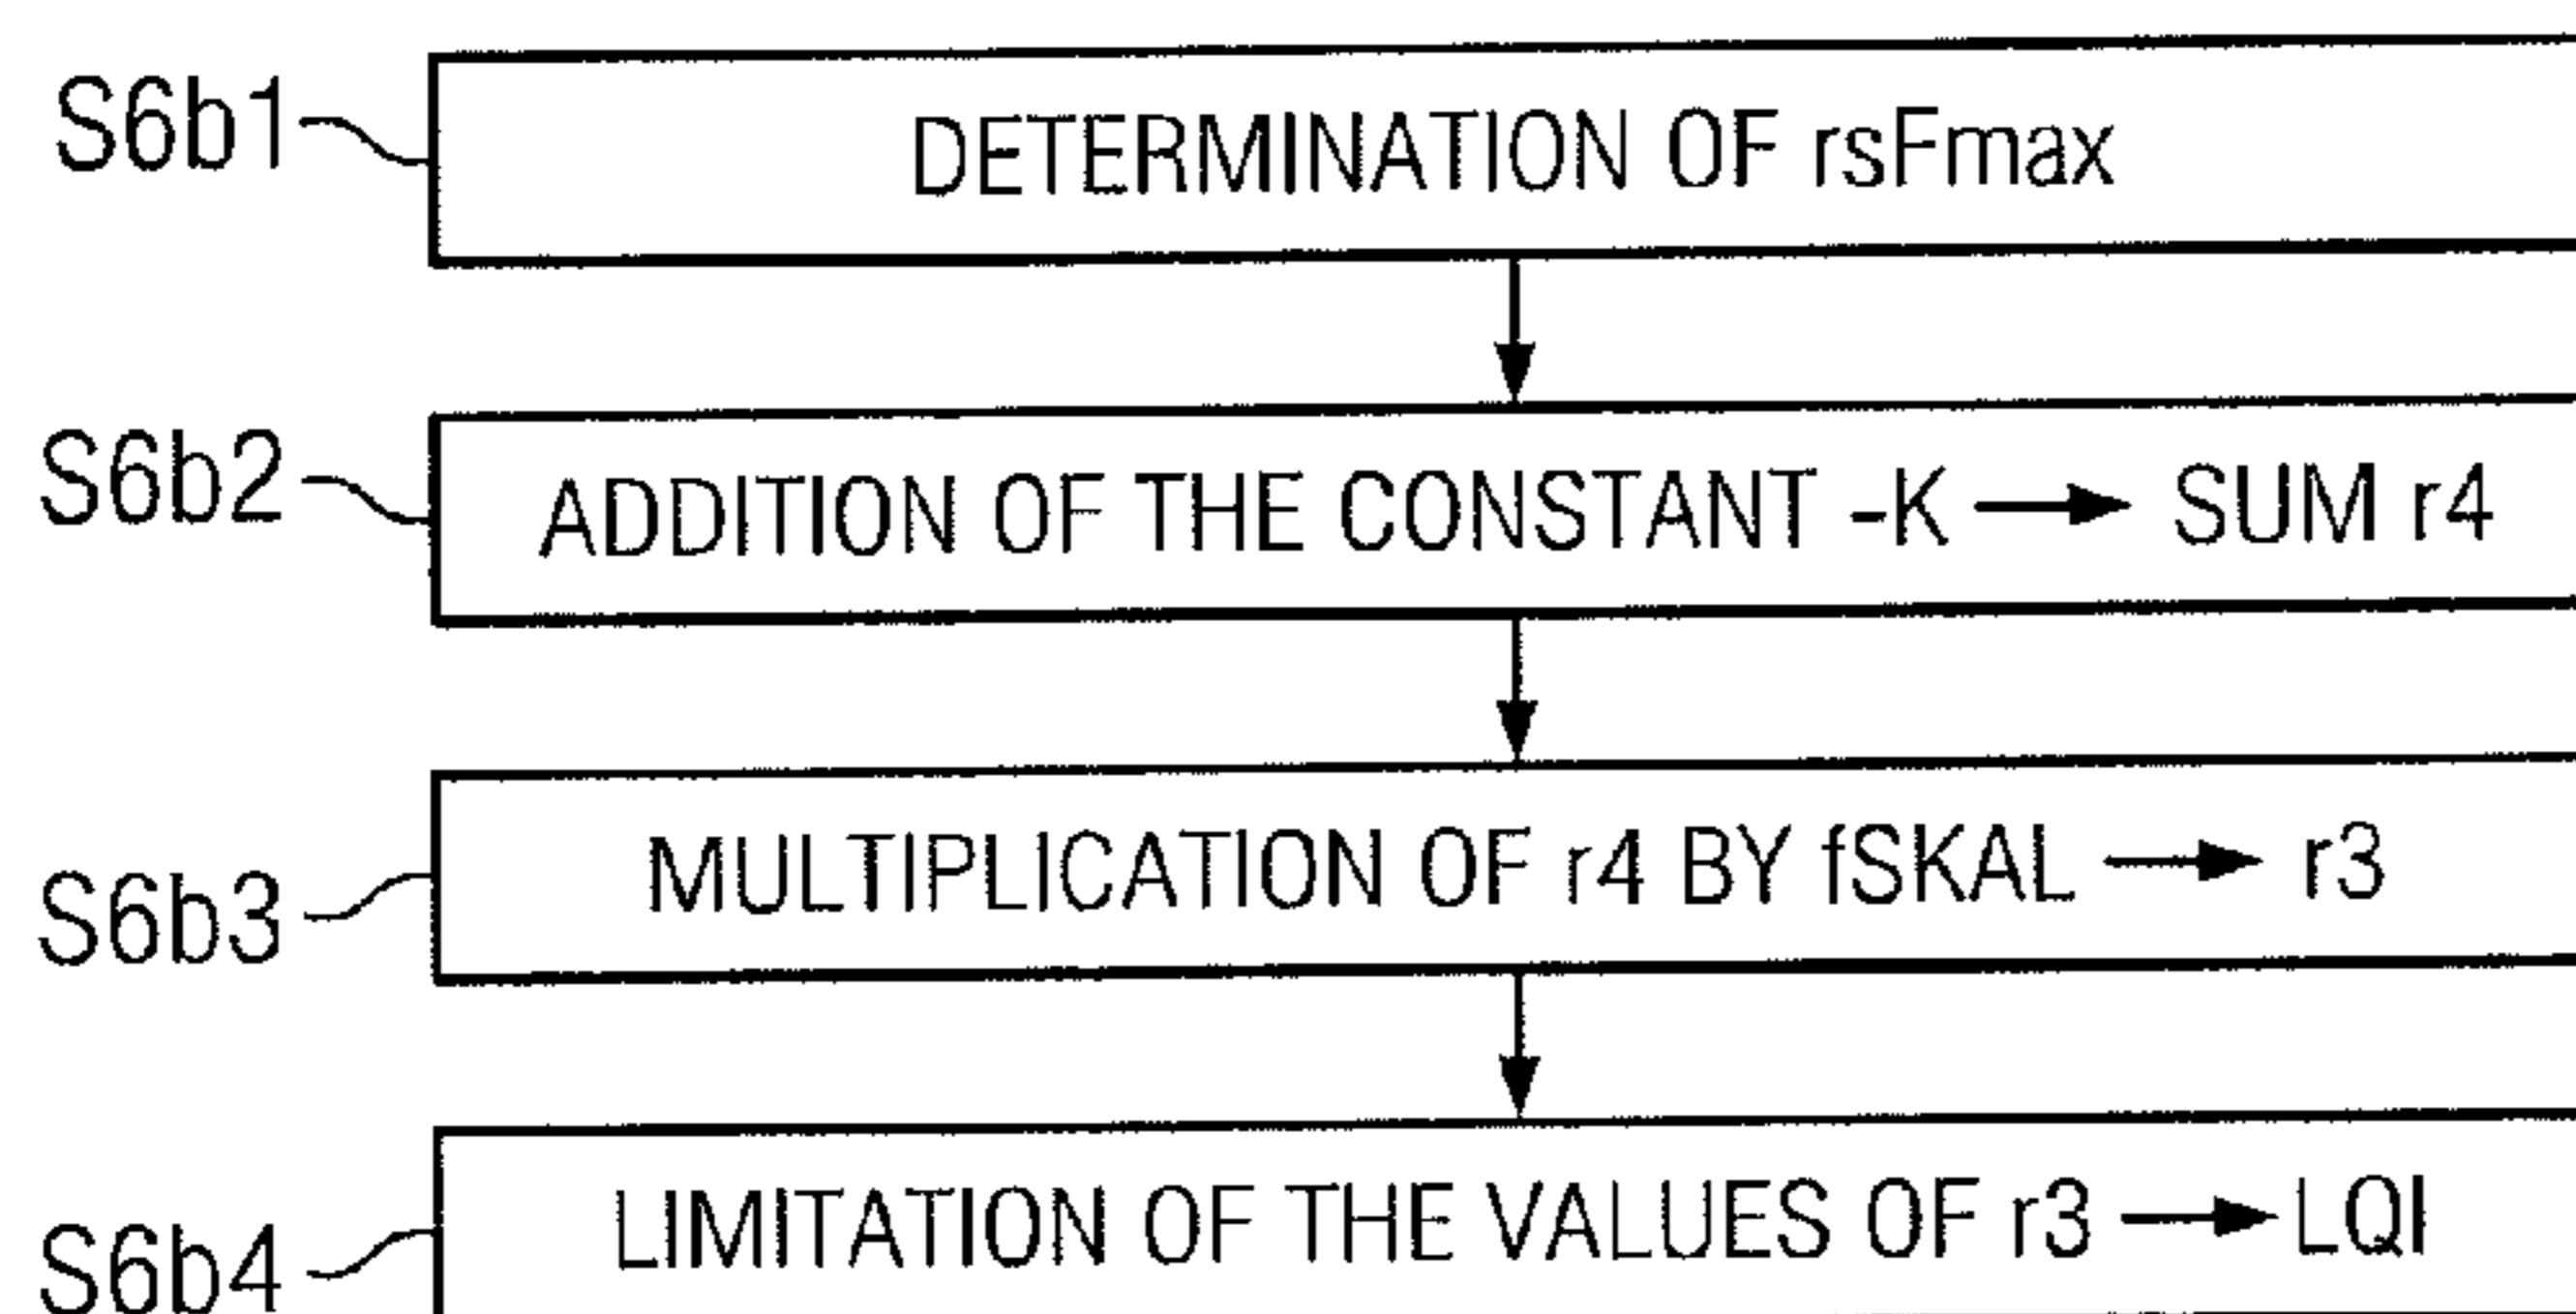 S6b1 DETERMINATION OF rsFmax
S6b2 ADDITION OF THE CONSTANT -K → SUM r4
S6b3 MULTIPLICATION OF r4 BY fSKAL → r3
S6b4 LIMITATION OF THE VALUES OF r3 → LQI